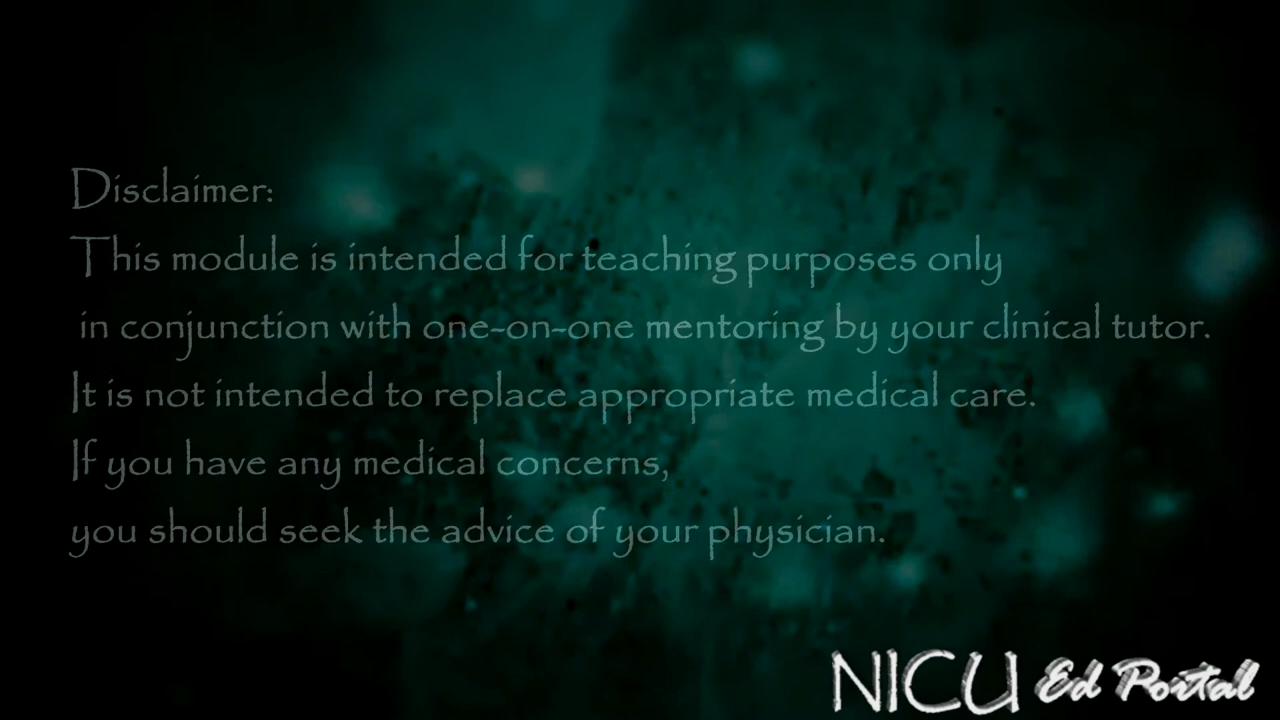 Disclaimer:
This module is intended for teaching purposes only
in conjunction with one-on-one mentoring by your clinical tutor.
It is not intended to replace appropriate medical care.
If you have any medical concerns,
you should seek the advice of your physician.
NICU Ed Portal